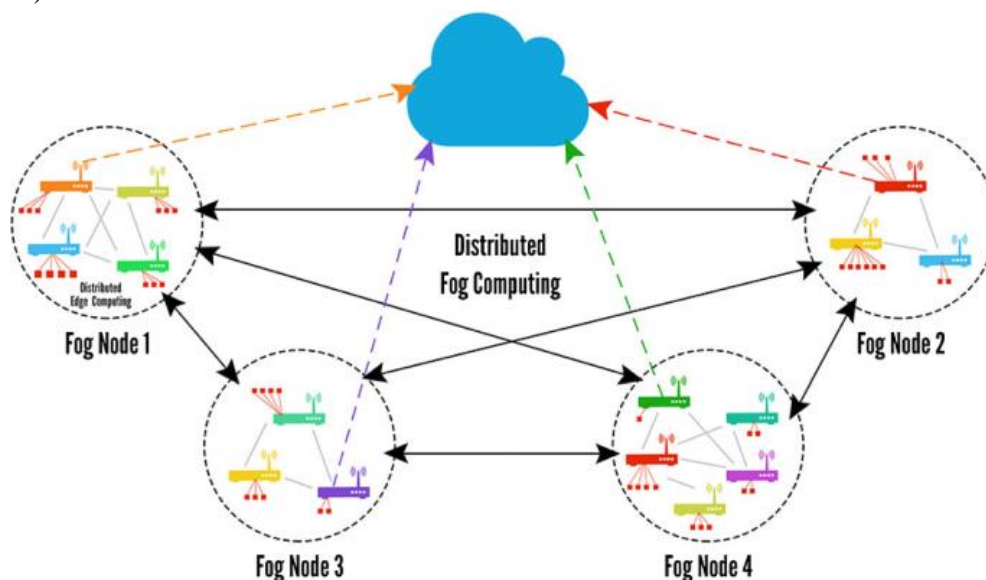 )
Distributed
Fog Computing
Distributed
Edge Computing
Fog Node 1
Fog Node 2
Fog Node 3
Fog Node 4